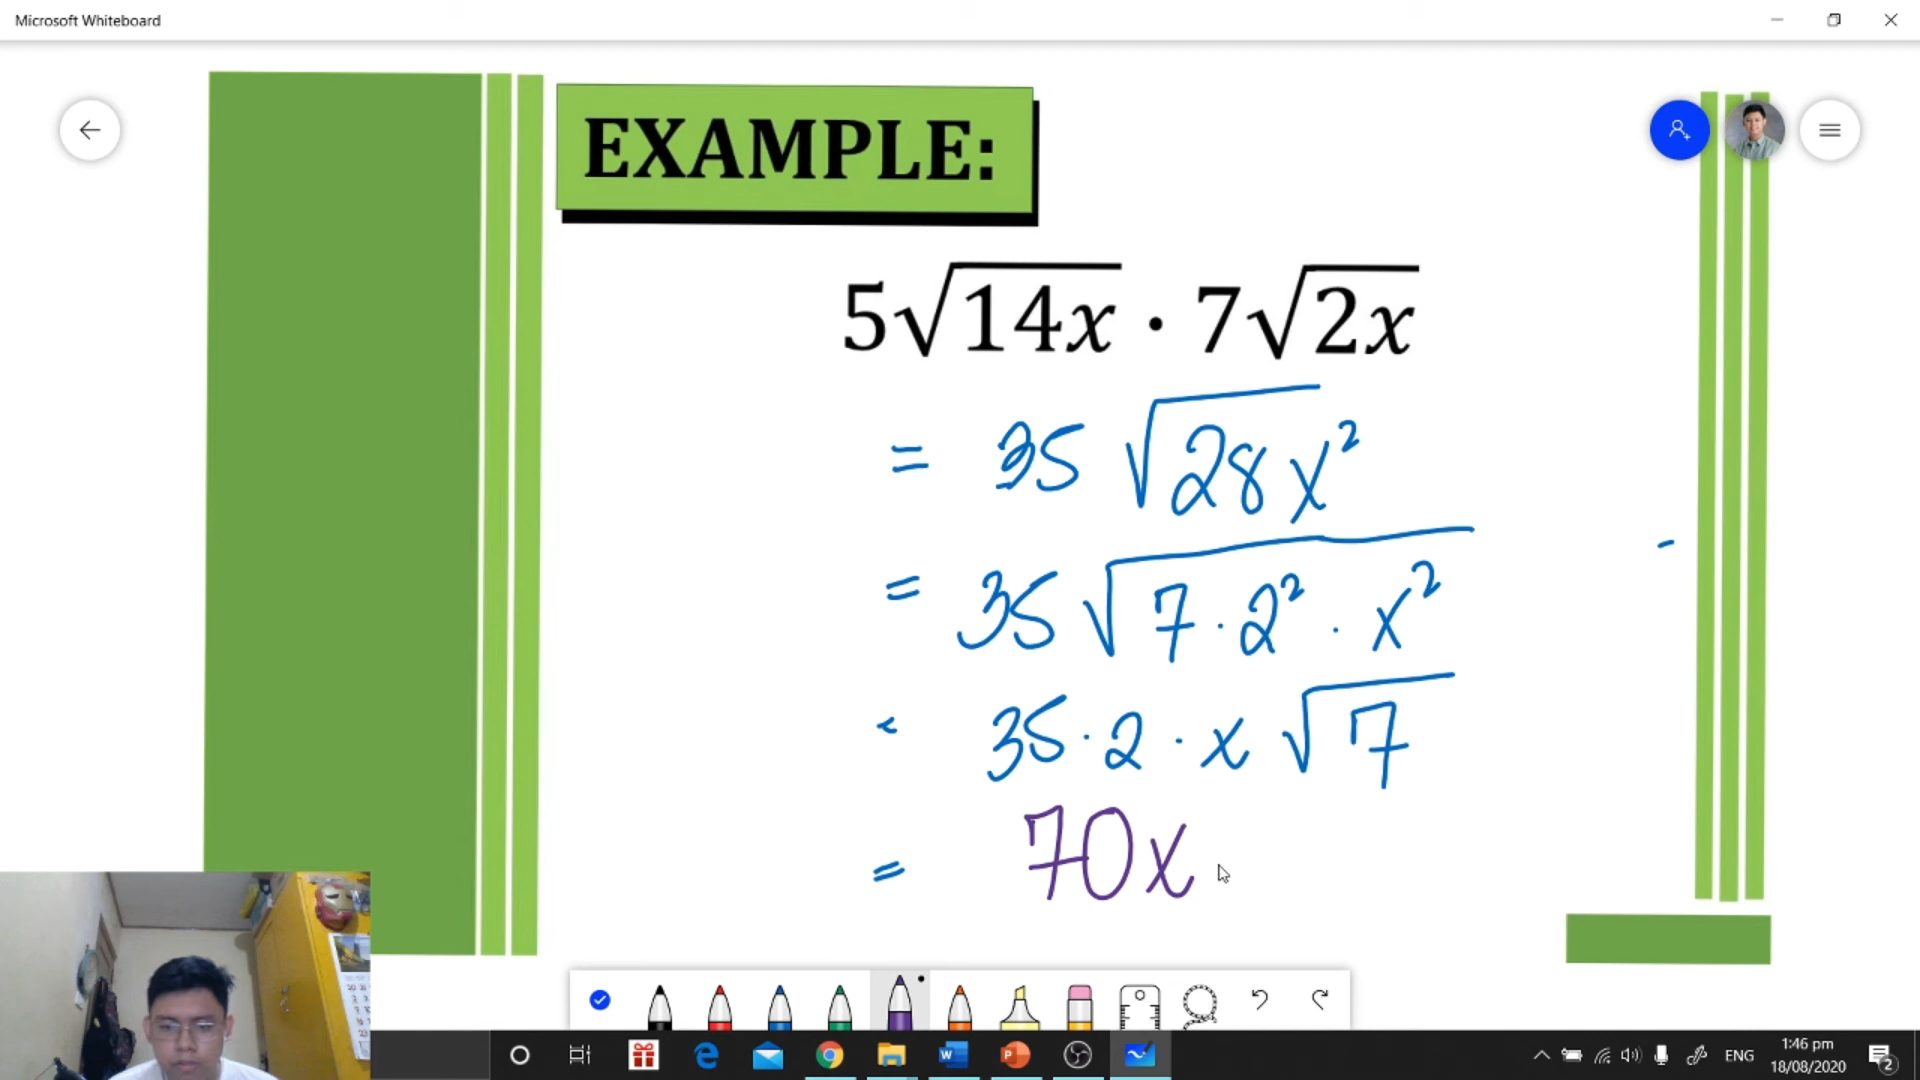 Microsoft Whiteboard
EXAMPLE:
5√14x · 7√2x
= 35 √28x²
= 35 √7 · 2² · x²
35 · 2 · x √7
= 70x
ENG
1:46 pm
18/08/2020
2